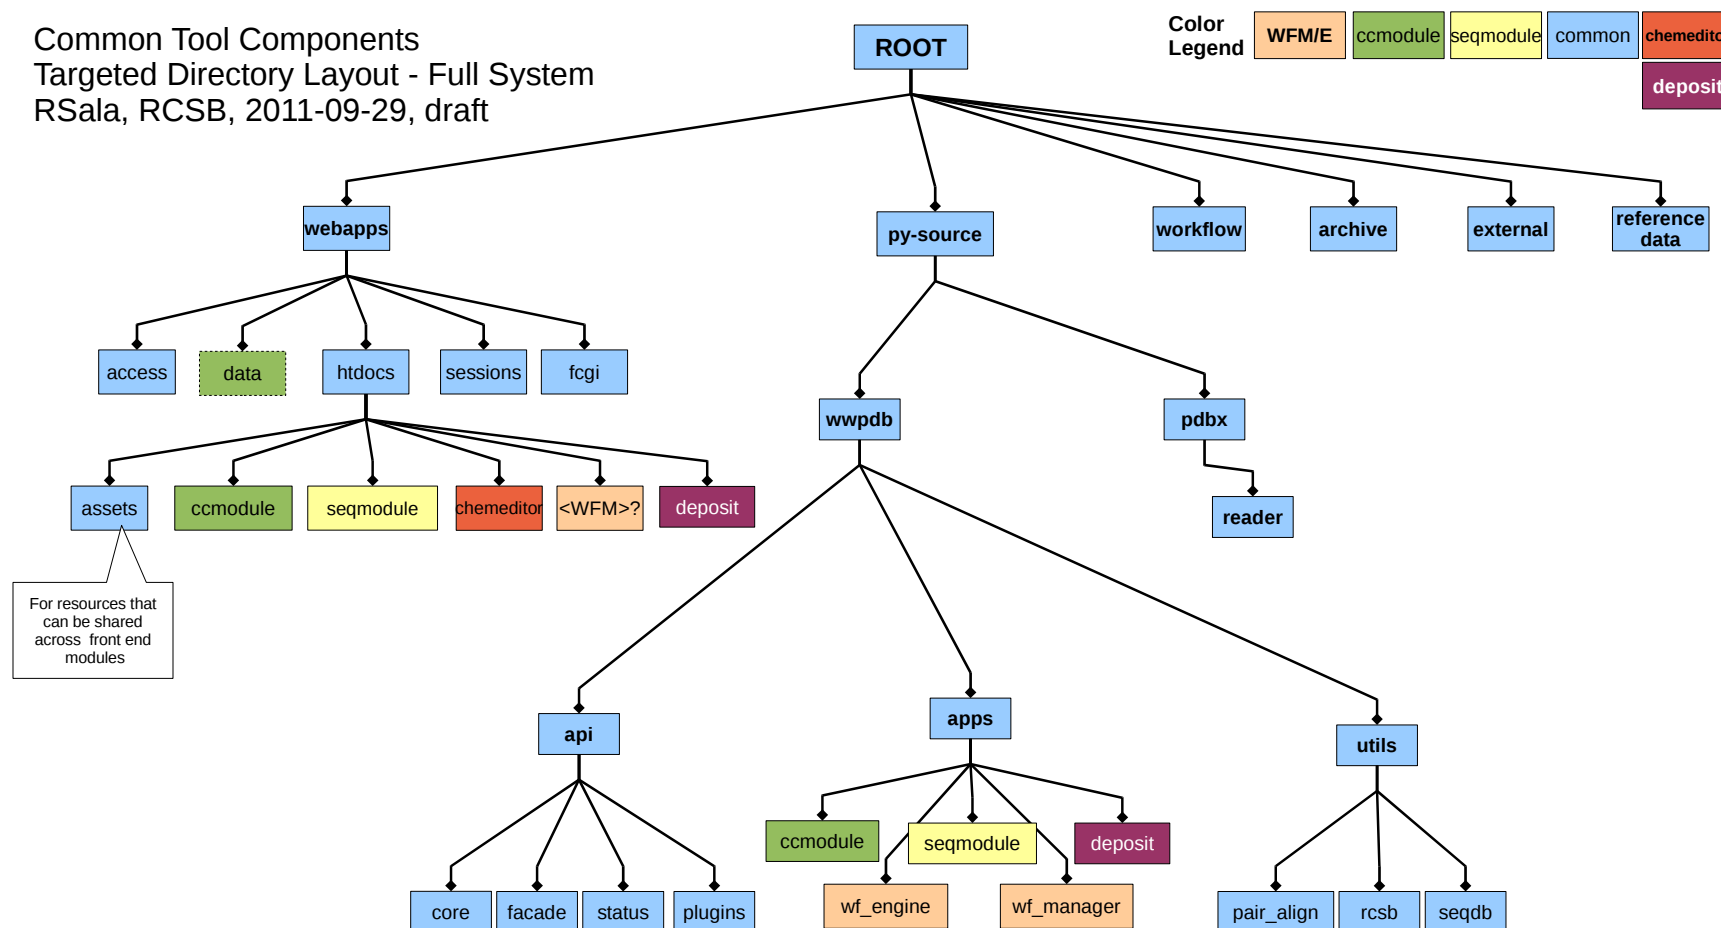 Common Tool Components
Targeted Directory Layout - Full System
RSala, RCSB, 2011-09-29, draft
ROOT
Color
Legend
WFM/E
ccmodule
seqmodule
common
chemedito
deposit
webapps
py-source
workflow
archive
external
reference
data
access
data
htdocs
sessions
fcgi
wwpdb
pdbx
assets
ccmodule
seqmodule
chemeditor
<WFM>?
deposit
reader
For resources that
can be shared
across front end
modules
api
apps
utils
ccmodule
seqmodule
deposit
core
facade
status
plugins
wf_engine
wf_manager
pair_align
rcsb
seqdb